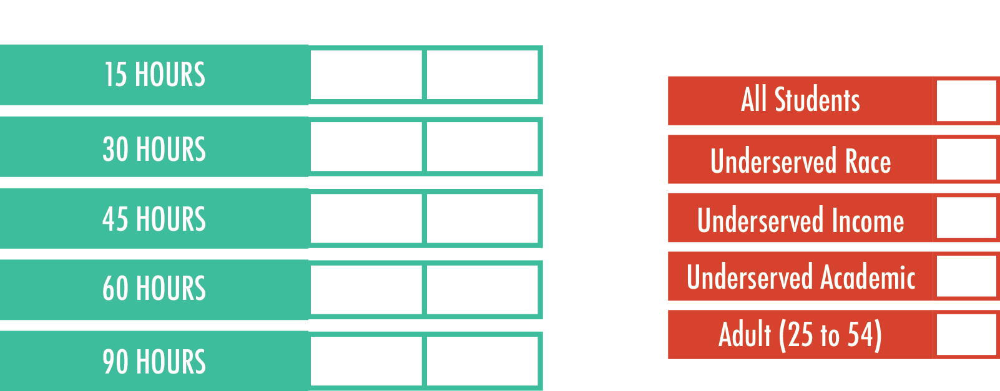 15 HOURS
30 HOURS
45 HOURS
60 HOURS
90 HOURS
All Students
Underserved Race
Underserved Income
Underserved Academic
Adult (25 to 54)